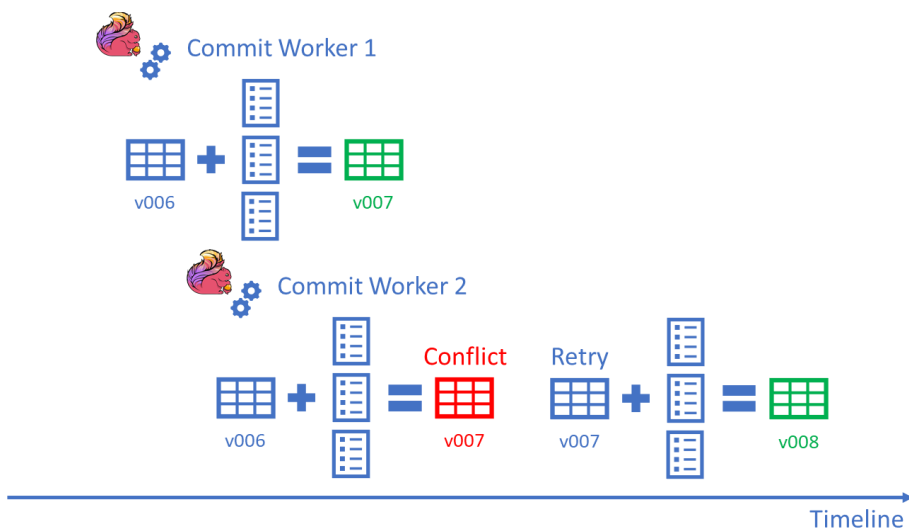 Commit Worker 1
v006
v007
Commit Worker 2
Conflict
Retry
v006
v007
v007
v008
Timeline